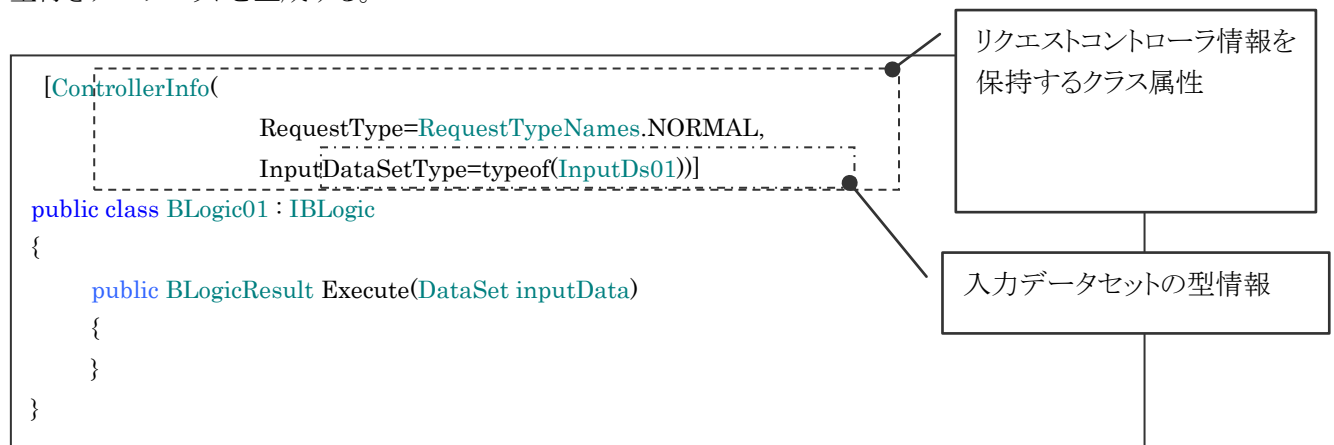 [ControllerInfo(
RequestType=RequestTypeNames.NORMAL,
InputDataSetType=typeof(InputDs01))]
public class BLogic01 : IBLogic
{
public BLogicResult Execute(DataSet inputData)
{
}
}
リクエストコントローラ情報を
保持するクラス属性
入力データセットの型情報